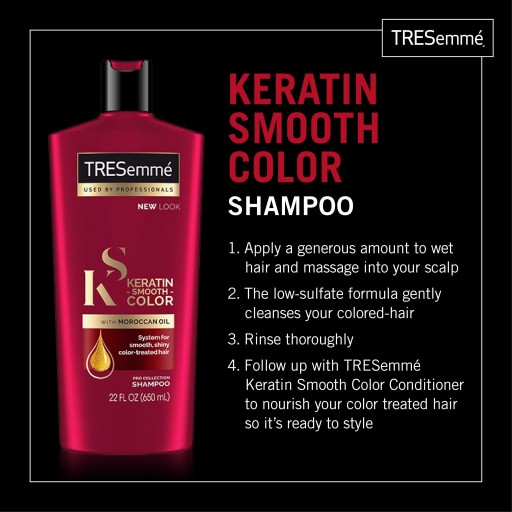 TRESemmé
KERATIN
SMOOTH
COLOR
SHAMPOO
1. Apply a generous amount to wet
hair and massage into your scalp
2. The low-sulfate formula gently
cleanses your colored-hair
3. Rinse thoroughly
4. Follow up with TRESemmé
Keratin Smooth Color Conditioner
to nourish your color treated hair
so it's ready to style
TRESemmé
USED BY PROFESSIONALS
NEW LOOK
KS
KERATIN
- SMOOTH -
COLOR
WITH MOROCCAN OIL
System for
smooth, shiny
color-treated hair
PRO COLLECTION
SHAMPOO
22 FL OZ (650 mL)